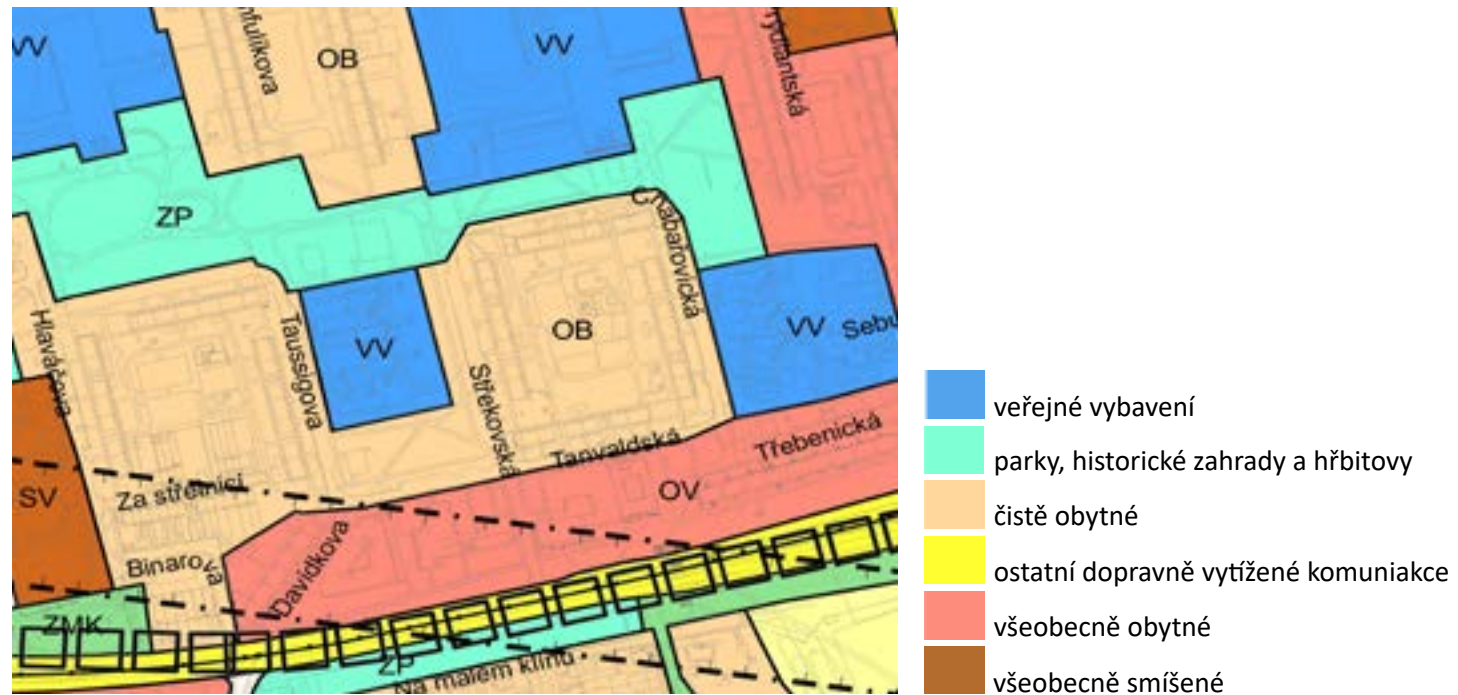 VV
OB
VV
ZP
Chabařovická
Hlaváčova
Taussigova
VV
OB
VV
Střekovská
Tanvaldská
Třebenická
SV
Za střelnicí
OV
Binarova
Davídkova
ZMK
ZP
Na malém klínu
veřejné vybavení
parky, historické zahrady a hřbitovy
čistě obytné
ostatní dopravně vytížené komuniakce
všeobecně obytné
všeobecně smíšené